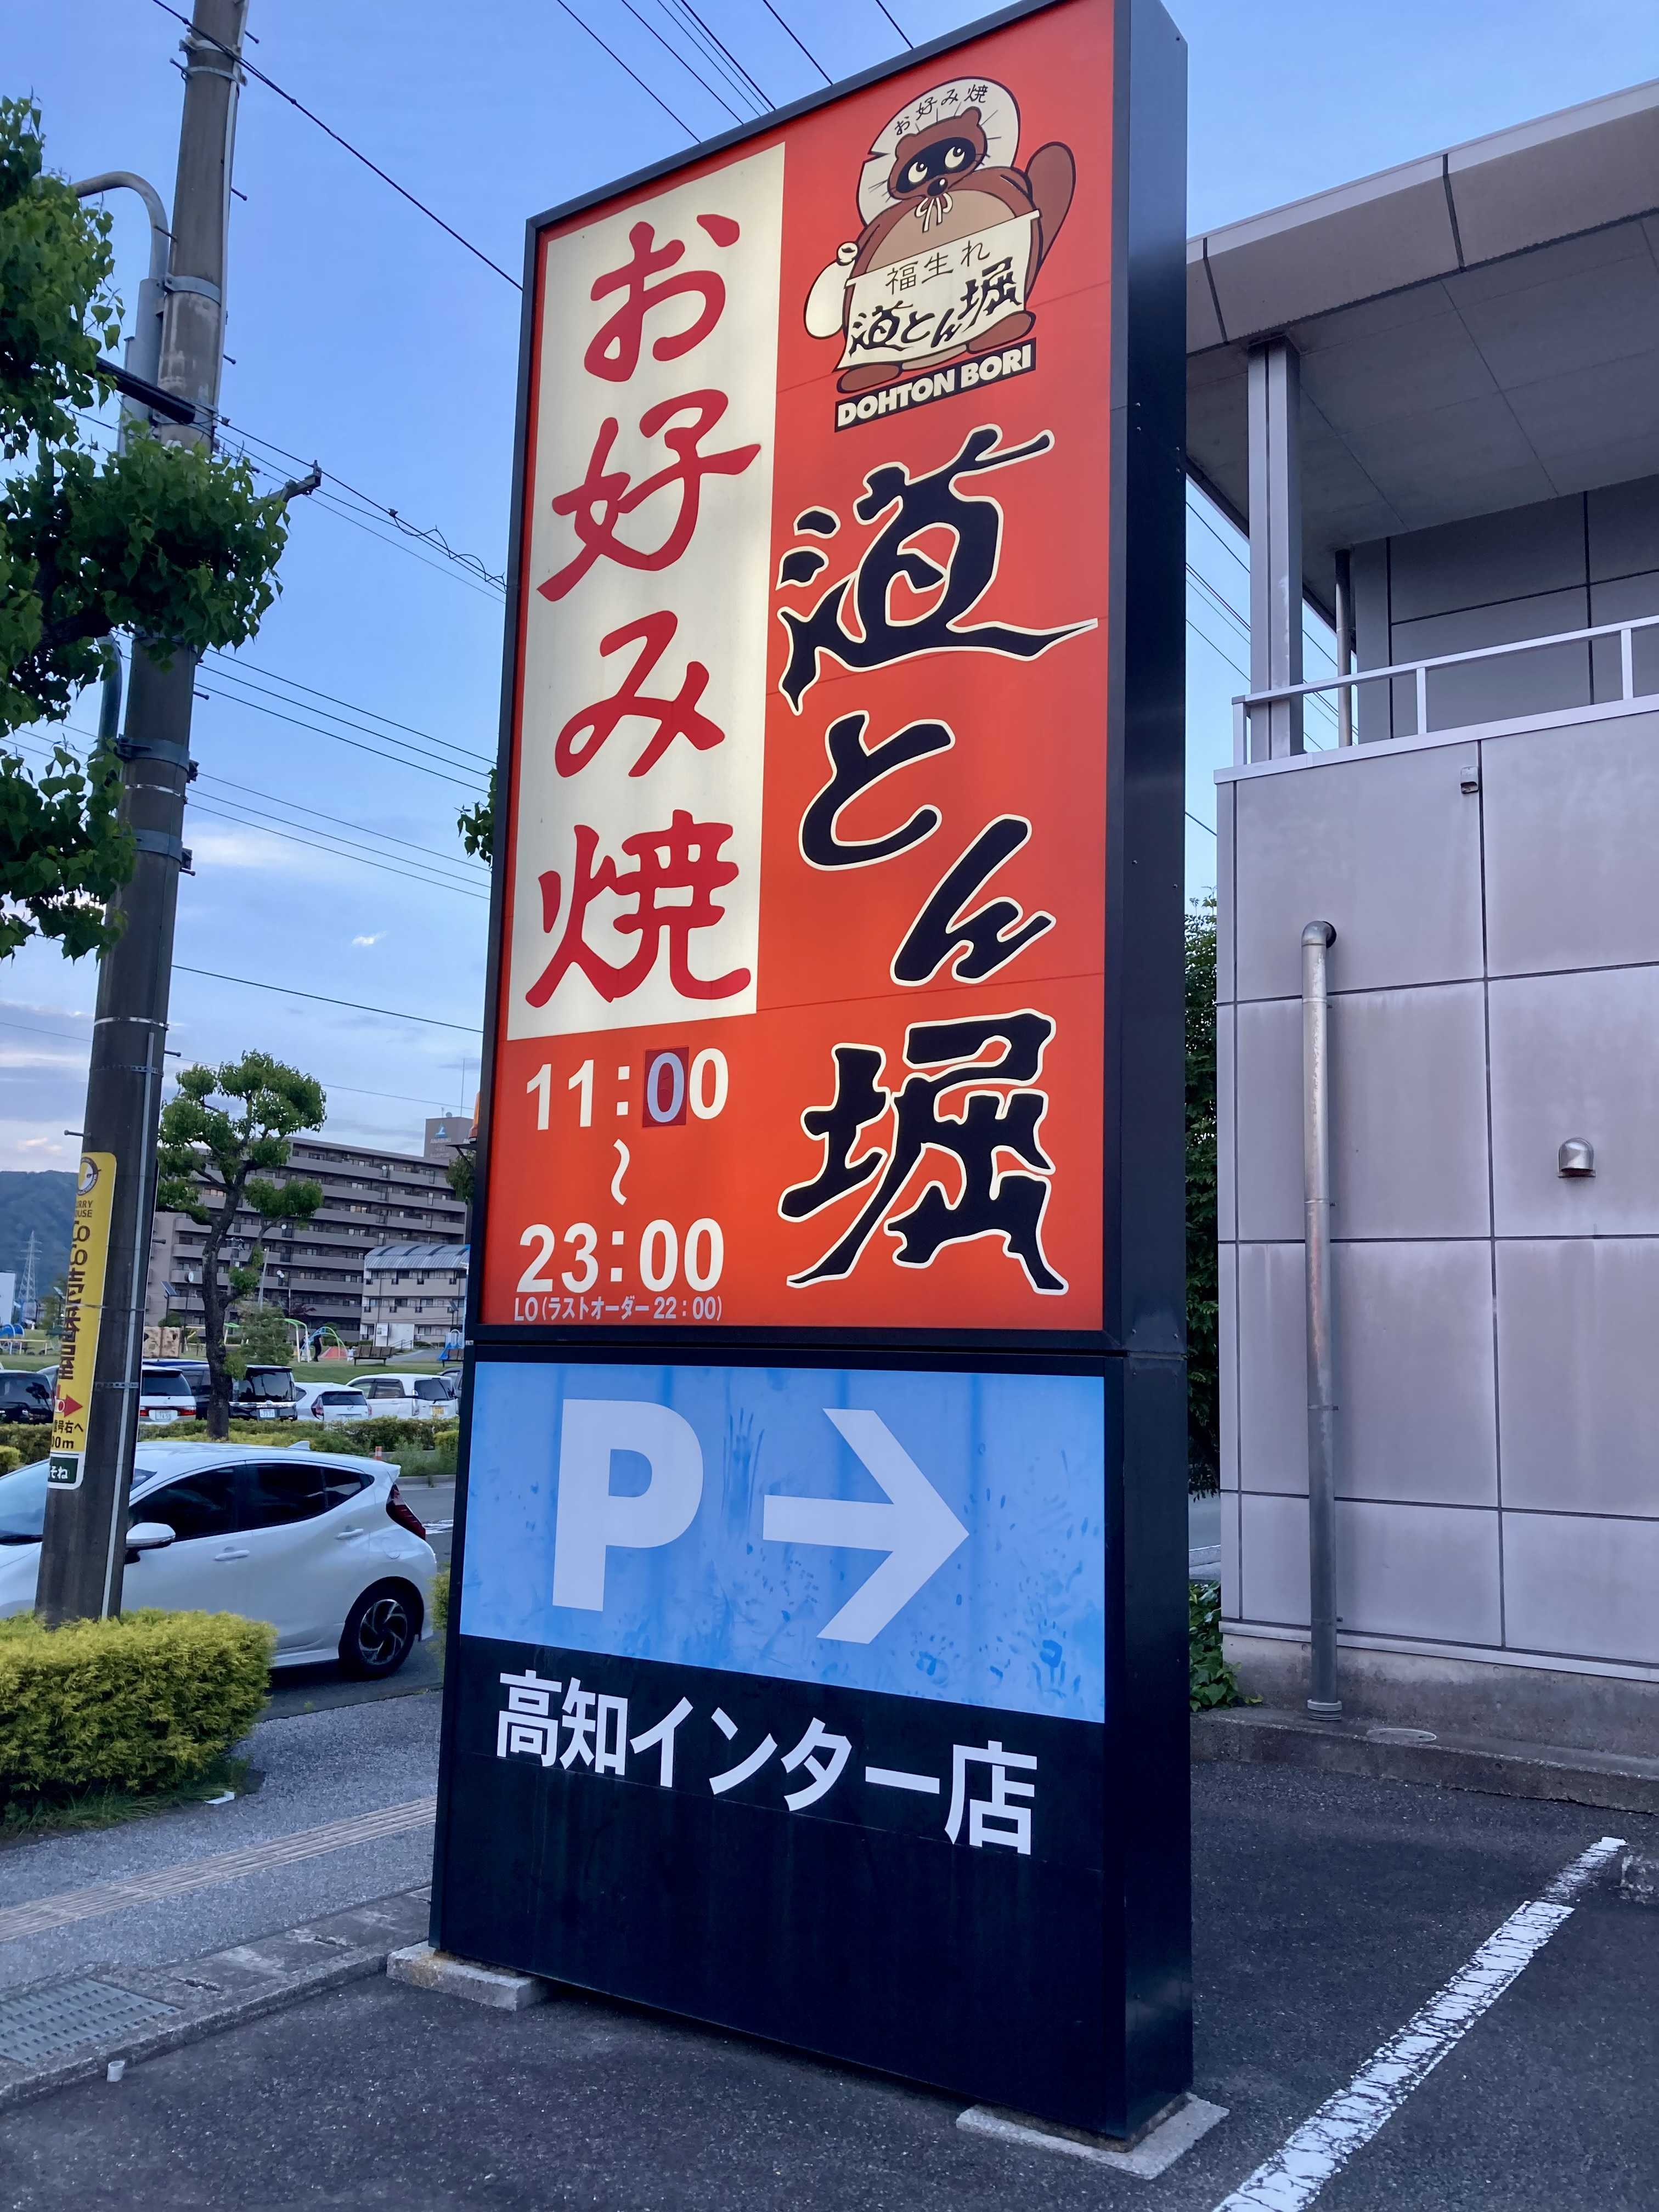 お好み焼
福生れ
道とん堀
DOHTON BORI
道とん堀
お好み焼
11:00
〜
23:00
LO(ラストオーダー22:00)
P→
高知インター店